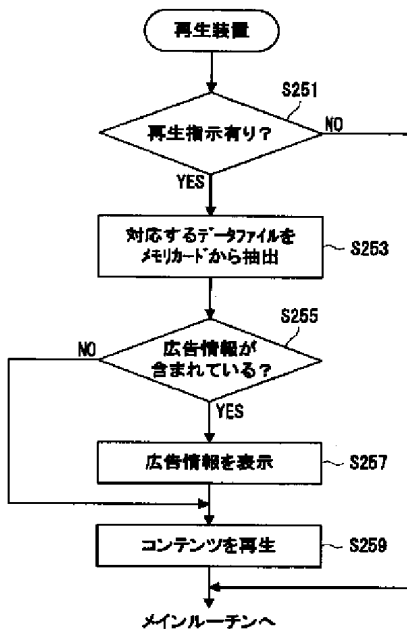 再生装置
S251
再生指示有り?
NO
YES
対応するデータファイルを
メモリカードから抽出
S253
S255
NO
広告情報が
含まれている?
YES
広告情報を表示
S257
コンテンツを再生
S259
メインルーチンへ